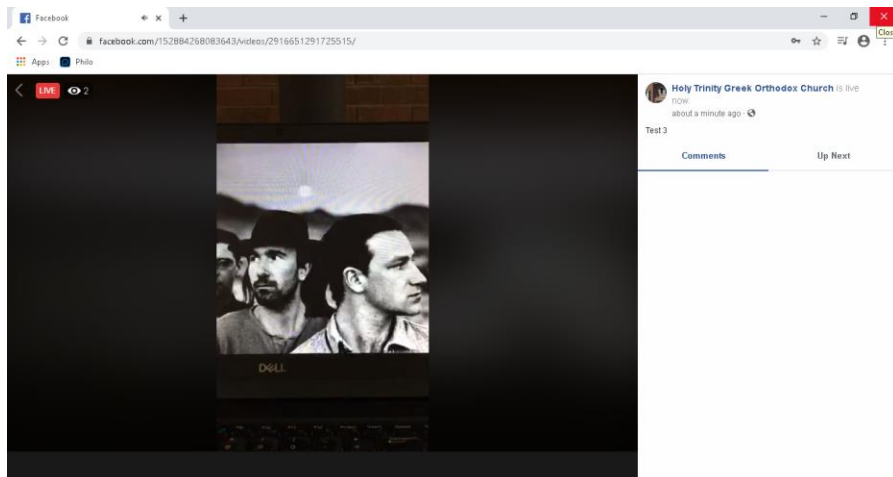 Facebook
facebook.com/152884268083643/videos/2916651291725515/
Clos
Apps
Philo
LIVE
2
Holy Trinity Greek Orthodox Church is live
now.
about a minute ago ·
Test 3
Comments
Up Next
DELL